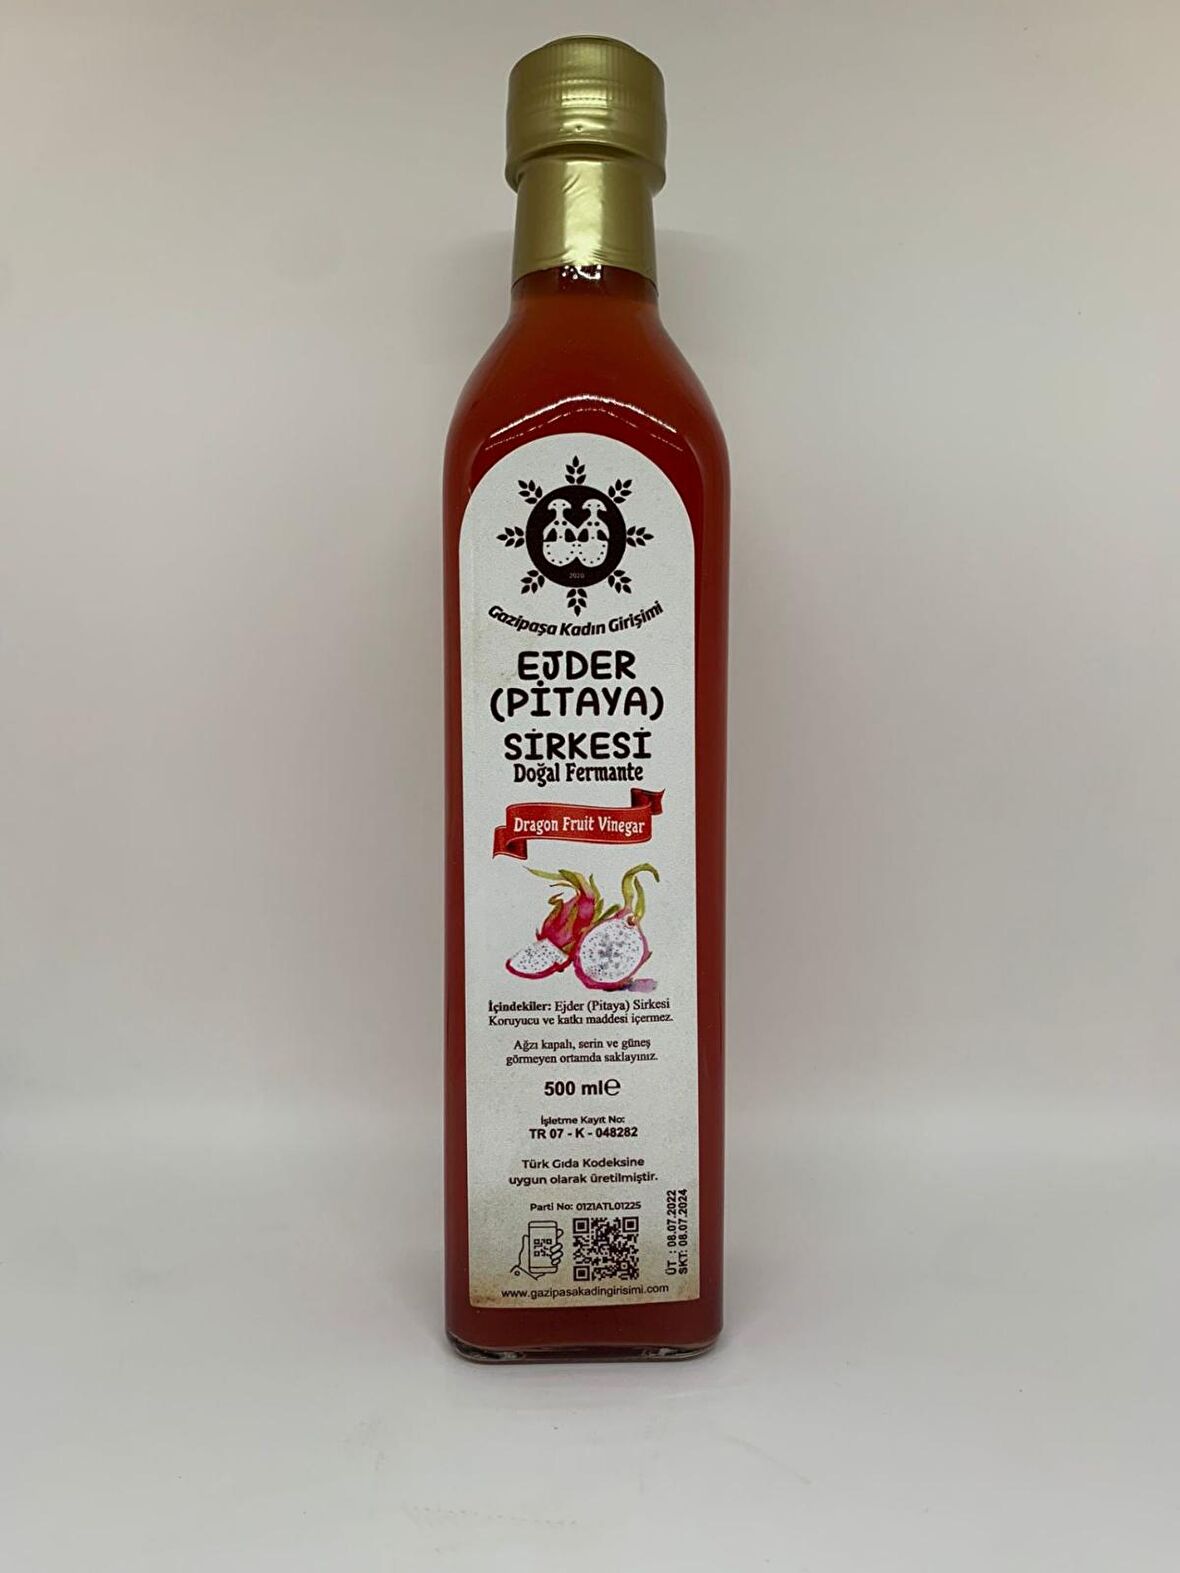 2020
Gazipaşa Kadın Girişimi
EJDER
(PİTAYA)
SİRKESİ
Doğal Fermante
Dragon Fruit Vinegar
İçindekiler: Ejder (Pitaya) Sirkesi
Koruyucu ve katkı maddesi içermez.
Ağzı kapalı, serin ve güneş
görmeyen ortamda saklayınız.
500 ml℮
İşletme Kayıt No:
TR 07 - K - 048282
Türk Gıda Kodeksine
uygun olarak üretilmiştir.
Parti No: 0121ATL01225
ÜT : 08.07.2022
SKT: 08.07.2024
www.gazipasakadingirisimi.com